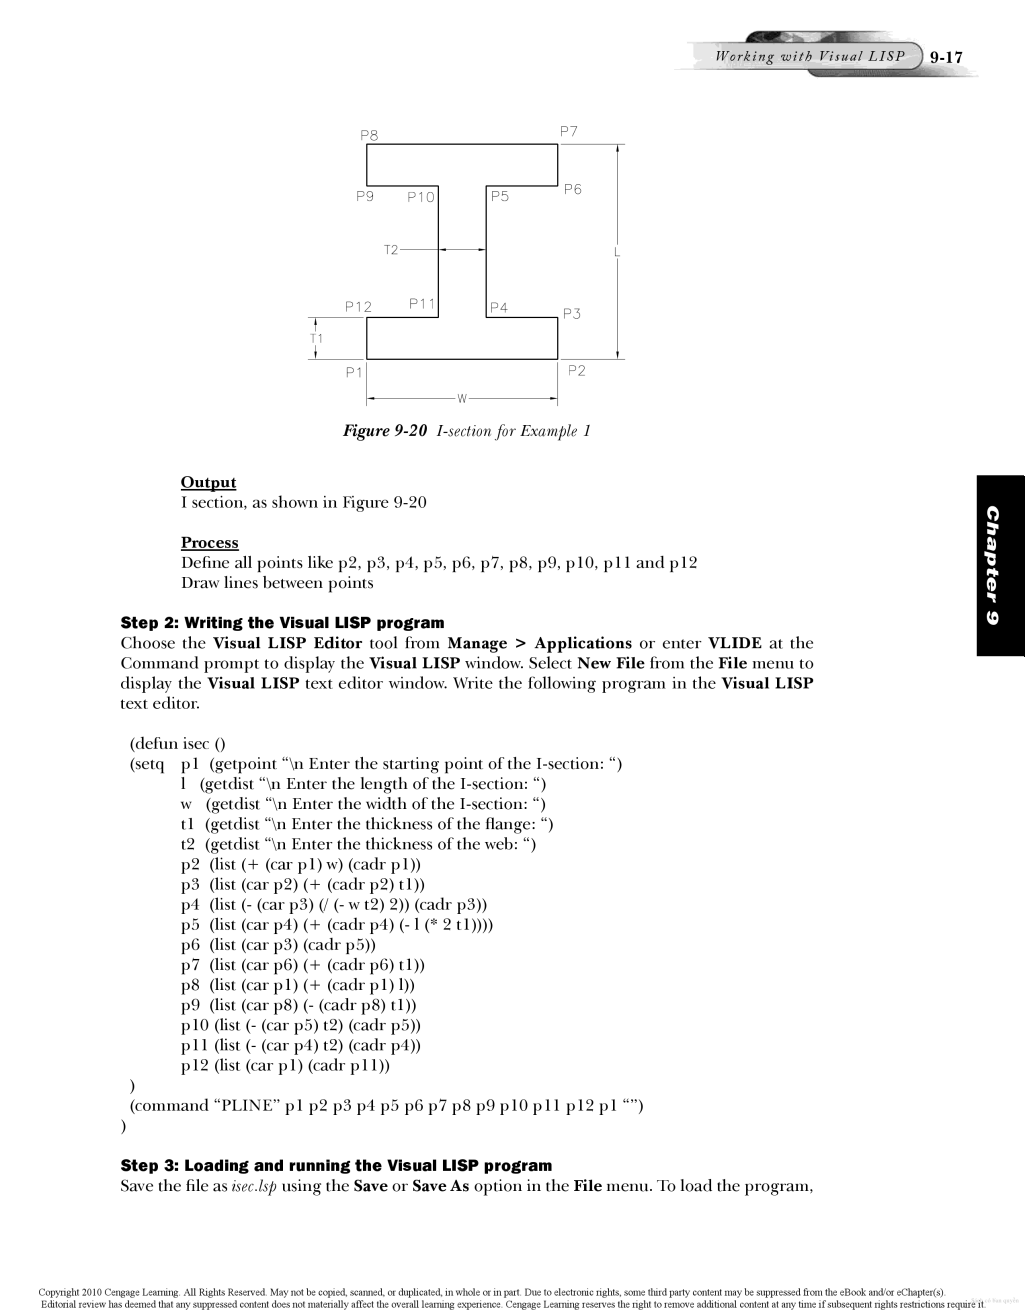 Working with Visual LISP 9-17
P8 P7
P9 P10 P5 P6
T2 L
P12 P11 P4 P3
T1
P1 P2
W
Figure 9-20 I-section for Example 1
Output
I section, as shown in Figure 9-20
Process
Define all points like p2, p3, p4, p5, p6, p7, p8, p9, p10, p11 and p12
Draw lines between points
Chapter 9
Step 2: Writing the Visual LISP program
Choose the Visual LISP Editor tool from Manage > Applications or enter VLIDE at the
Command prompt to display the Visual LISP window. Select New File from the File menu to
display the Visual LISP text editor window. Write the following program in the Visual LISP
text editor.
(defun isec ()
(setq p1 (getpoint “\n Enter the starting point of the I-section: “)
l (getdist “\n Enter the length of the I-section: “)
w (getdist “\n Enter the width of the I-section: “)
t1 (getdist “\n Enter the thickness of the flange: “)
t2 (getdist “\n Enter the thickness of the web: “)
p2 (list (+ (car p1) w) (cadr p1))
p3 (list (car p2) (+ (cadr p2) t1))
p4 (list (- (car p3) (/ (- w t2) 2)) (cadr p3))
p5 (list (car p4) (+ (cadr p4) (- l (* 2 t1))))
p6 (list (car p3) (cadr p5))
p7 (list (car p6) (+ (cadr p6) t1))
p8 (list (car p1) (+ (cadr p1) l))
p9 (list (car p8) (- (cadr p8) t1))
p10 (list (- (car p5) t2) (cadr p5))
p11 (list (- (car p4) t2) (cadr p4))
p12 (list (car p1) (cadr p11))
)
(command “PLINE” p1 p2 p3 p4 p5 p6 p7 p8 p9 p10 p11 p12 p1 “”)
)
Step 3: Loading and running the Visual LISP program
Save the file as isec.lsp using the Save or Save As option in the File menu. To load the program,
Copyright 2010 Cengage Learning. All Rights Reserved. May not be copied, scanned, or duplicated, in whole or in part. Due to electronic rights, some third party content may be suppressed from the eBook and/or eChapter(s).
Editorial review has deemed that any suppressed content does not materially affect the overall learning experience. Cengage Learning reserves the right to remove additional content at any time if subsequent rights restrictions require it